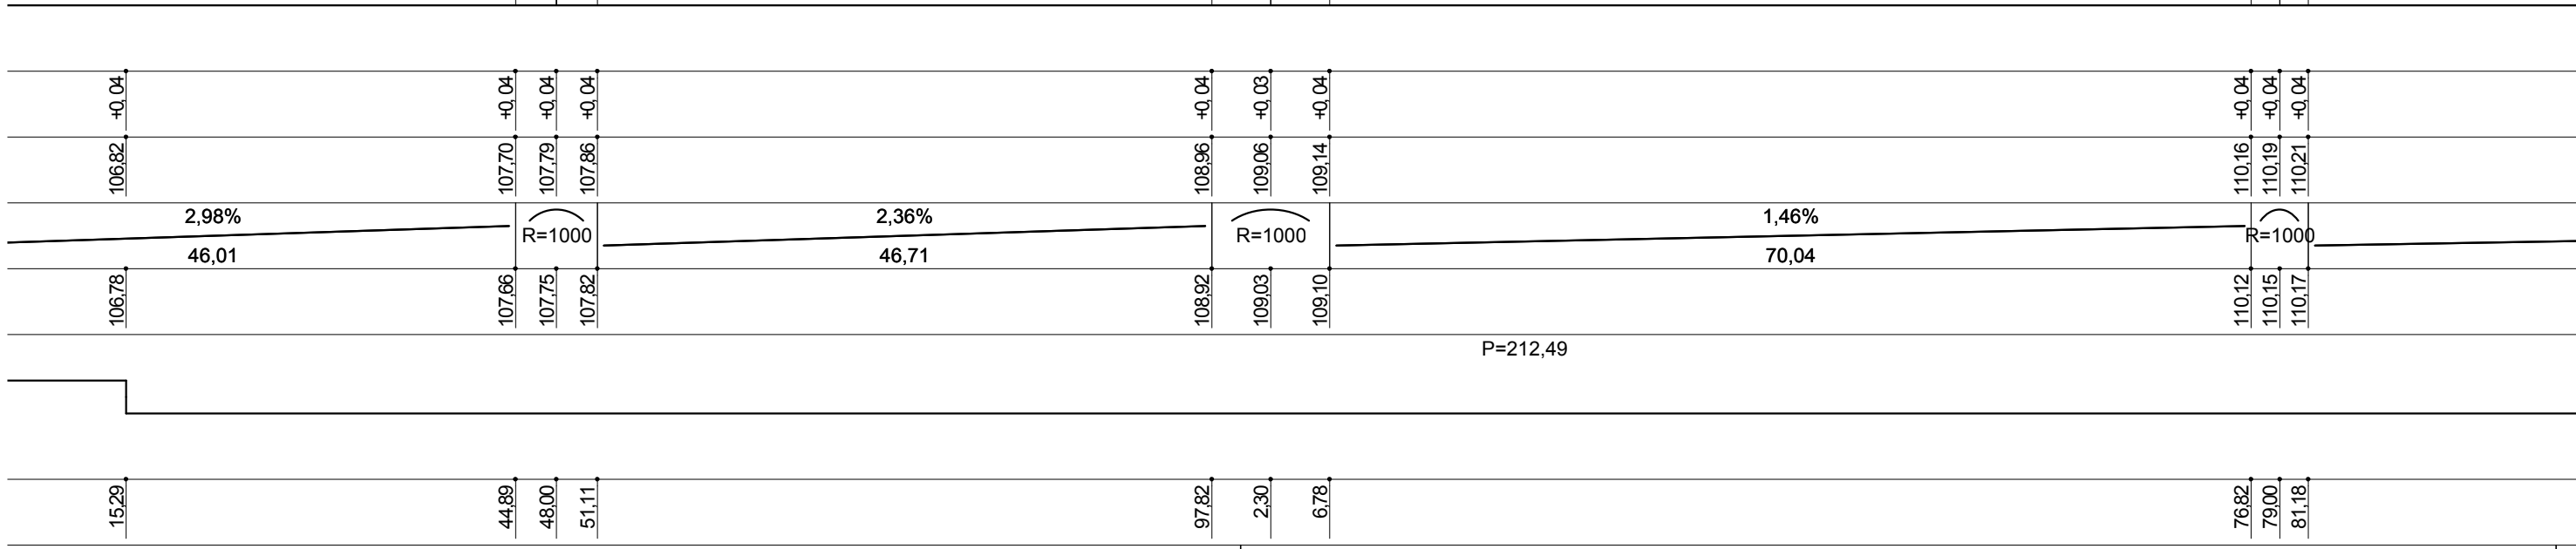 +0,04 +0,04 +0,04 +0,04 +0,04 +0,03 +0,04 +0,04 +0,04 +0,04
106,82 107,70 107,79 107,86 108,96 109,06 109,14 110,16 110,19 110,21
2,98% 2,36% 1,46%
R=1000 R=1000 R=1000
46,01 46,71 70,04
106,78 107,66 107,75 107,82 108,92 109,03 109,10 110,12 110,15 110,17
P=212,49
15,29 44,89 48,00 51,11 97,82 2,30 6,78 76,82 79,00 81,18